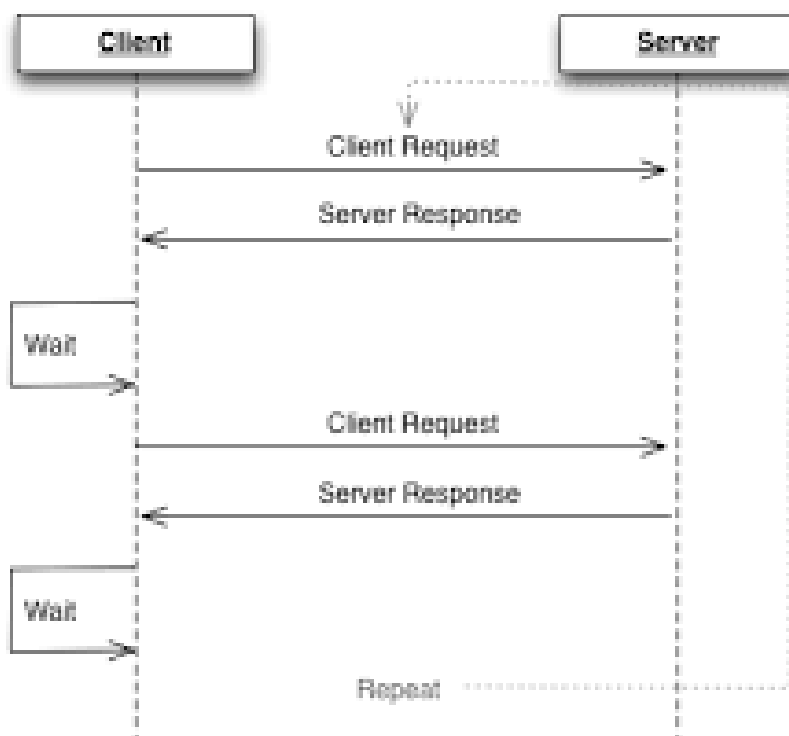 Client
Server
Client Request
Server Response
Wait
Client Request
Server Response
Wait
Repeat